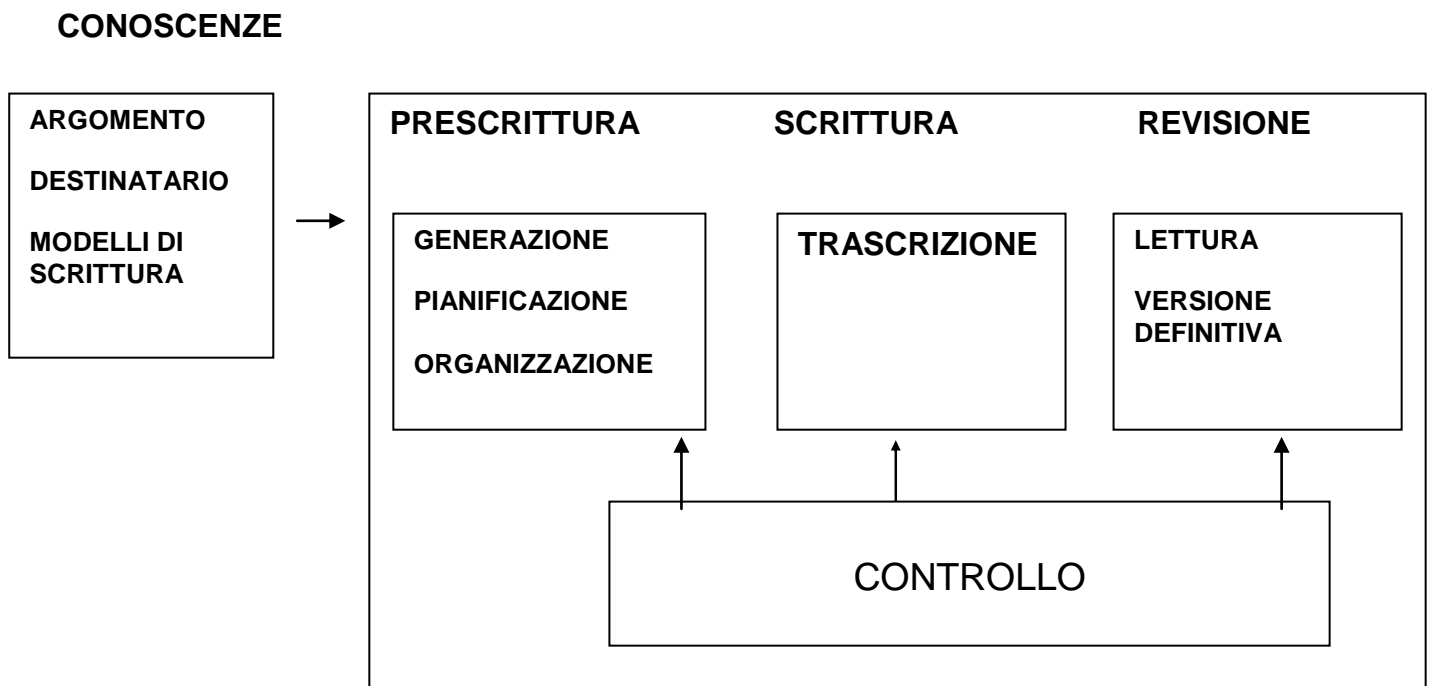 CONOSCENZE
ARGOMENTO
DESTINATARIO
MODELLI DI
SCRITTURA
PRESCRITTURA
SCRITTURA
REVISIONE
GENERAZIONE
PIANIFICAZIONE
ORGANIZZAZIONE
TRASCRIZIONE
LETTURA
VERSIONE
DEFINITIVA
CONTROLLO